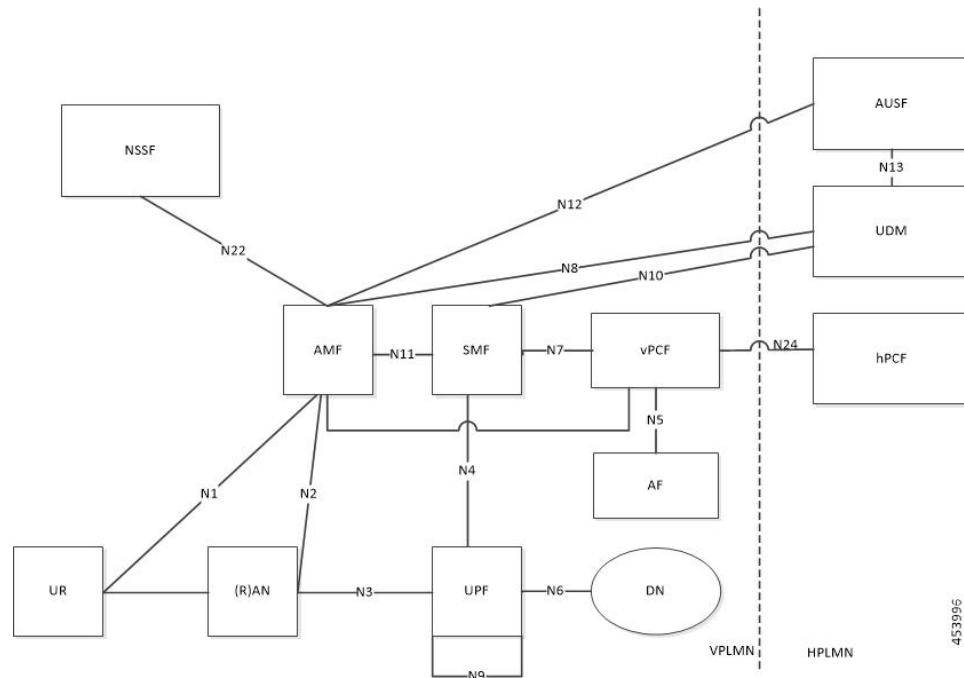 AUSF
NSSF
N13
N12
UDM
N22
N8
N10
AMF
N11
SMF
N7
vPCF
N24
hPCF
N5
N4
AF
N1
N2
UR
(R)AN
N3
UPF
N6
DN
453996
VPLMN
HPLMN
N9